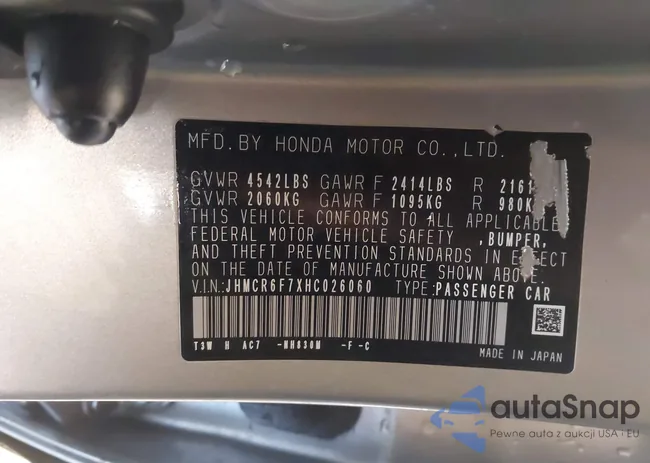 MFD. BY HONDA MOTOR CO., LTD.
GVWR 4542LBS GAWR F 2414LBS R 2161
GVWR 2060KG GAWR F 1095KG R 980K
THIS VEHICLE CONFORMS TO ALL APPLICABLE
FEDERAL MOTOR VEHICLE SAFETY ,BUMPER,
AND THEFT PREVENTION STANDARDS IN EFFECT
ON THE DATE OF MANUFACTURE SHOWN ABOVE.
V.I.N.: JHMCR6F7XHC026060 TYPE: PASSENGER CAR
T3W H AC7 -NH830M -F -C
MADE IN JAPAN
autaSnap
Pewne auta z aukcji USA i EU